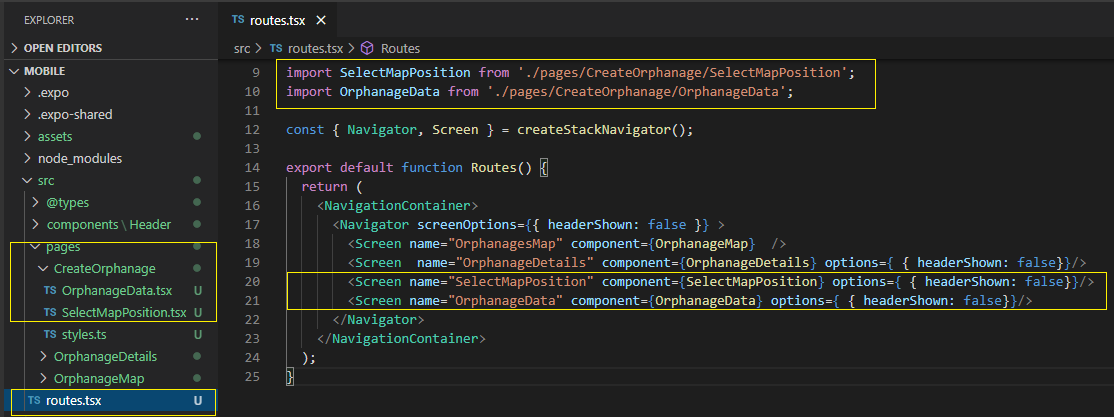 EXPLORER
···
OPEN EDITORS
MOBILE
.expo
.expo-shared
assets
node_modules
src
@types
components \ Header
pages
CreateOrphanage
TS OrphanageData.tsx U
TS SelectMapPosition.tsx U
TS styles.ts U
OrphanageDetails
OrphanageMap
TS routes.tsx U
TS routes.tsx ×
src > TS routes.tsx > Routes
9 import SelectMapPosition from './pages/CreateOrphanage/SelectMapPosition';
10 import OrphanageData from './pages/CreateOrphanage/OrphanageData';
11
12 const { Navigator, Screen } = createStackNavigator();
13
14 export default function Routes() {
15 return (
16 <NavigationContainer>
17 <Navigator screenOptions={{ headerShown: false }} >
18 <Screen name="OrphanagesMap" component={OrphanageMap}  />
19 <Screen  name="OrphanageDetails" component={OrphanageDetails} options={ { headerShown: false}}/>
20 <Screen name="SelectMapPosition" component={SelectMapPosition} options={ { headerShown: false}}/>
21 <Screen name="OrphanageData" component={OrphanageData} options={ { headerShown: false}}/>
22 </Navigator>
23 </NavigationContainer>
24 );
25 }